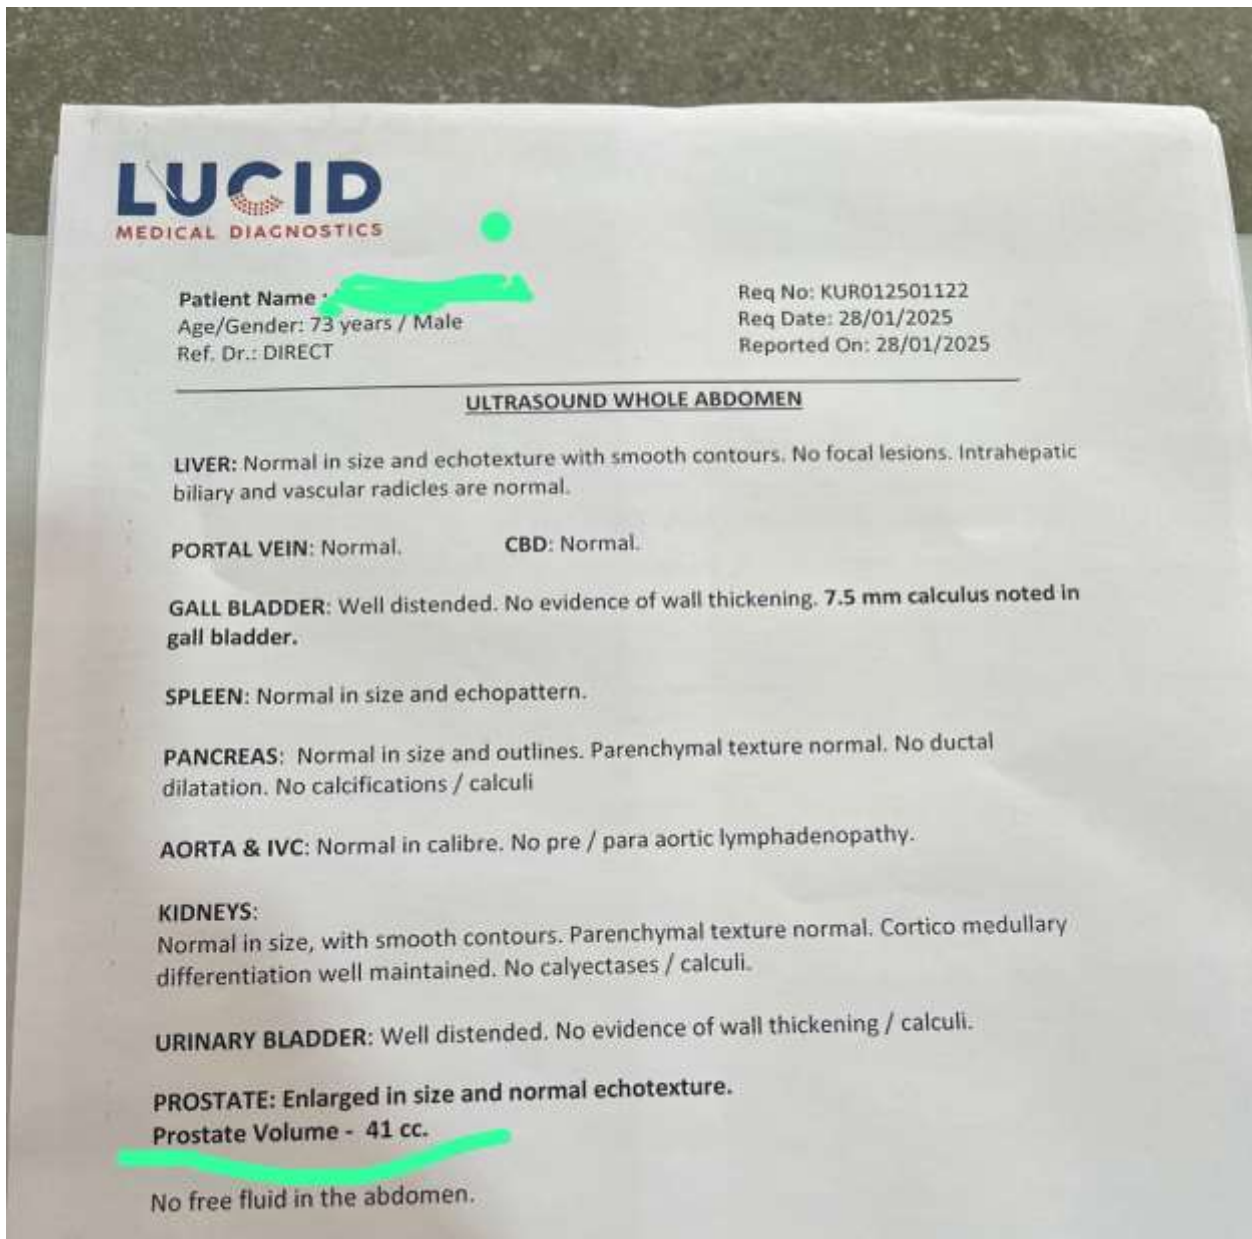 LUCID
MEDICAL DIAGNOSTICS
Patient Name :
Age/Gender: 73 years / Male
Ref. Dr.: DIRECT
Req No: KUR012501122
Req Date: 28/01/2025
Reported On: 28/01/2025
ULTRASOUND WHOLE ABDOMEN
LIVER: Normal in size and echotexture with smooth contours. No focal lesions. Intrahepatic
biliary and vascular radicles are normal.
PORTAL VEIN: Normal. CBD: Normal.
GALL BLADDER: Well distended. No evidence of wall thickening. 7.5 mm calculus noted in
gall bladder.
SPLEEN: Normal in size and echopattern.
PANCREAS: Normal in size and outlines. Parenchymal texture normal. No ductal
dilatation. No calcifications / calculi
AORTA & IVC: Normal in calibre. No pre / para aortic lymphadenopathy.
KIDNEYS:
Normal in size, with smooth contours. Parenchymal texture normal. Cortico medullary
differentiation well maintained. No calyectases / calculi.
URINARY BLADDER: Well distended. No evidence of wall thickening / calculi.
PROSTATE: Enlarged in size and normal echotexture.
Prostate Volume - 41 cc.
No free fluid in the abdomen.